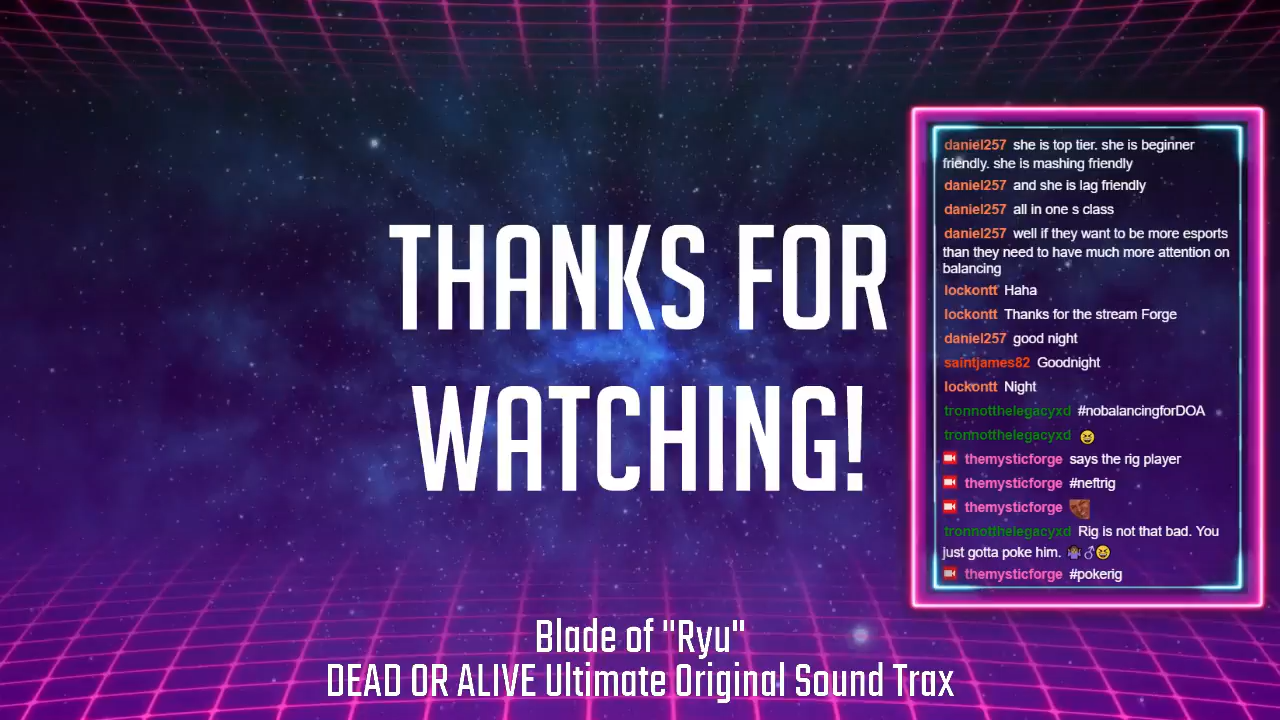 THANKS FOR
WATCHING!
daniel257 she is top tier. she is beginner
friendly. she is mashing friendly
daniel257 and she is lag friendly
daniel257 all in one s class
daniel257 well if they want to be more esports
than they need to have much more attention on
balancing
lockontt Haha
lockontt Thanks for the stream Forge
daniel257 good night
saintjames82 Goodnight
lockontt Night
tronnotthelegacyxd #nobalancingforDOA
tronnotthelegacyxd 😆
themysticforge says the rig player
themysticforge #neftrig
themysticforge
tronnotthelegacyxd Rig is not that bad. You
just gotta poke him. 🤷🏾♂😆
themysticforge #pokerig
Blade of "Ryu"
DEAD OR ALIVE Ultimate Original Sound Trax